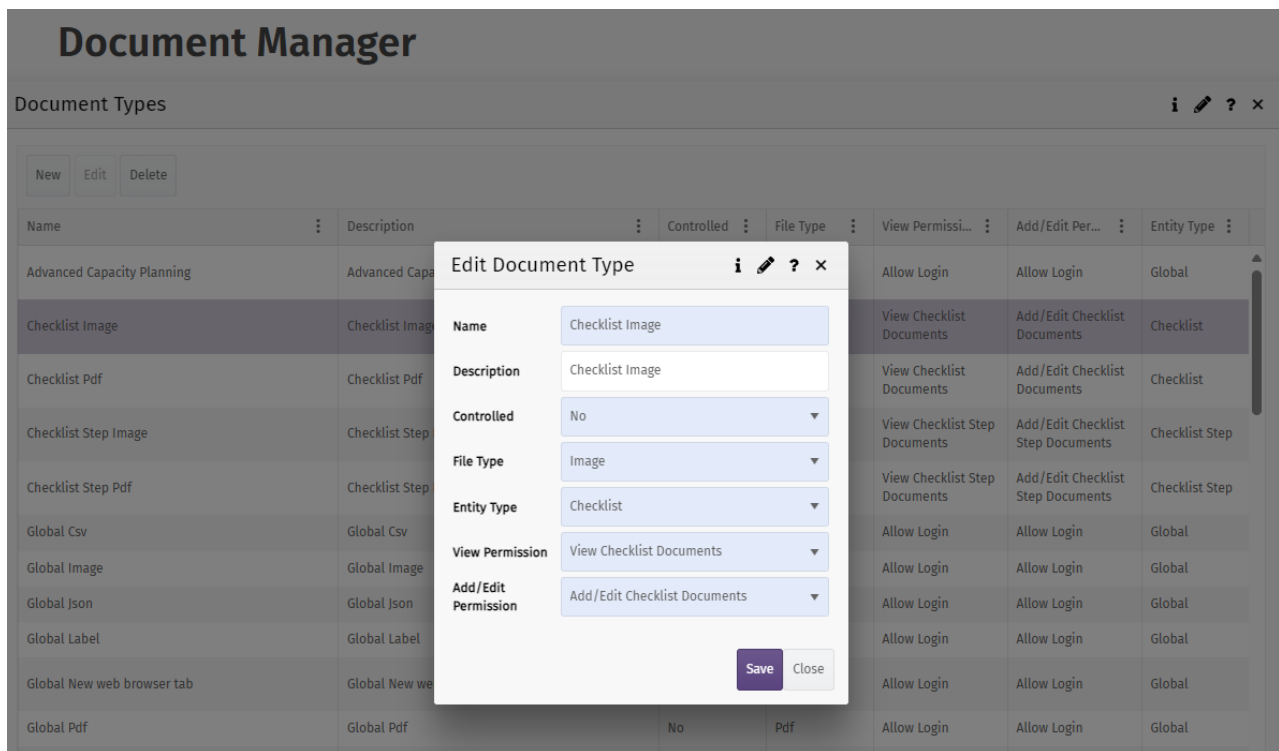 Document Manager
Document Types
New Edit Delete
Name Description Controlled File Type View Permissi... Add/Edit Per... Entity Type
Advanced Capacity Planning Advanced Capa Allow Login Allow Login Global
Checklist Image Checklist Image View Checklist Documents Add/Edit Checklist Documents Checklist
Checklist Pdf Checklist Pdf View Checklist Documents Add/Edit Checklist Documents Checklist
Checklist Step Image Checklist Step View Checklist Step Documents Add/Edit Checklist Step Documents Checklist Step
Checklist Step Pdf Checklist Step View Checklist Step Documents Add/Edit Checklist Step Documents Checklist Step
Global Csv Global Csv Allow Login Allow Login Global
Global Image Global Image Allow Login Allow Login Global
Global Json Global Json Allow Login Allow Login Global
Global Label Global Label Allow Login Allow Login Global
Global New web browser tab Global New we Allow Login Allow Login Global
Global Pdf Global Pdf No Pdf Allow Login Allow Login Global
Edit Document Type
Name Checklist Image
Description Checklist Image
Controlled No
File Type Image
Entity Type Checklist
View Permission View Checklist Documents
Add/Edit Permission Add/Edit Checklist Documents
Save Close